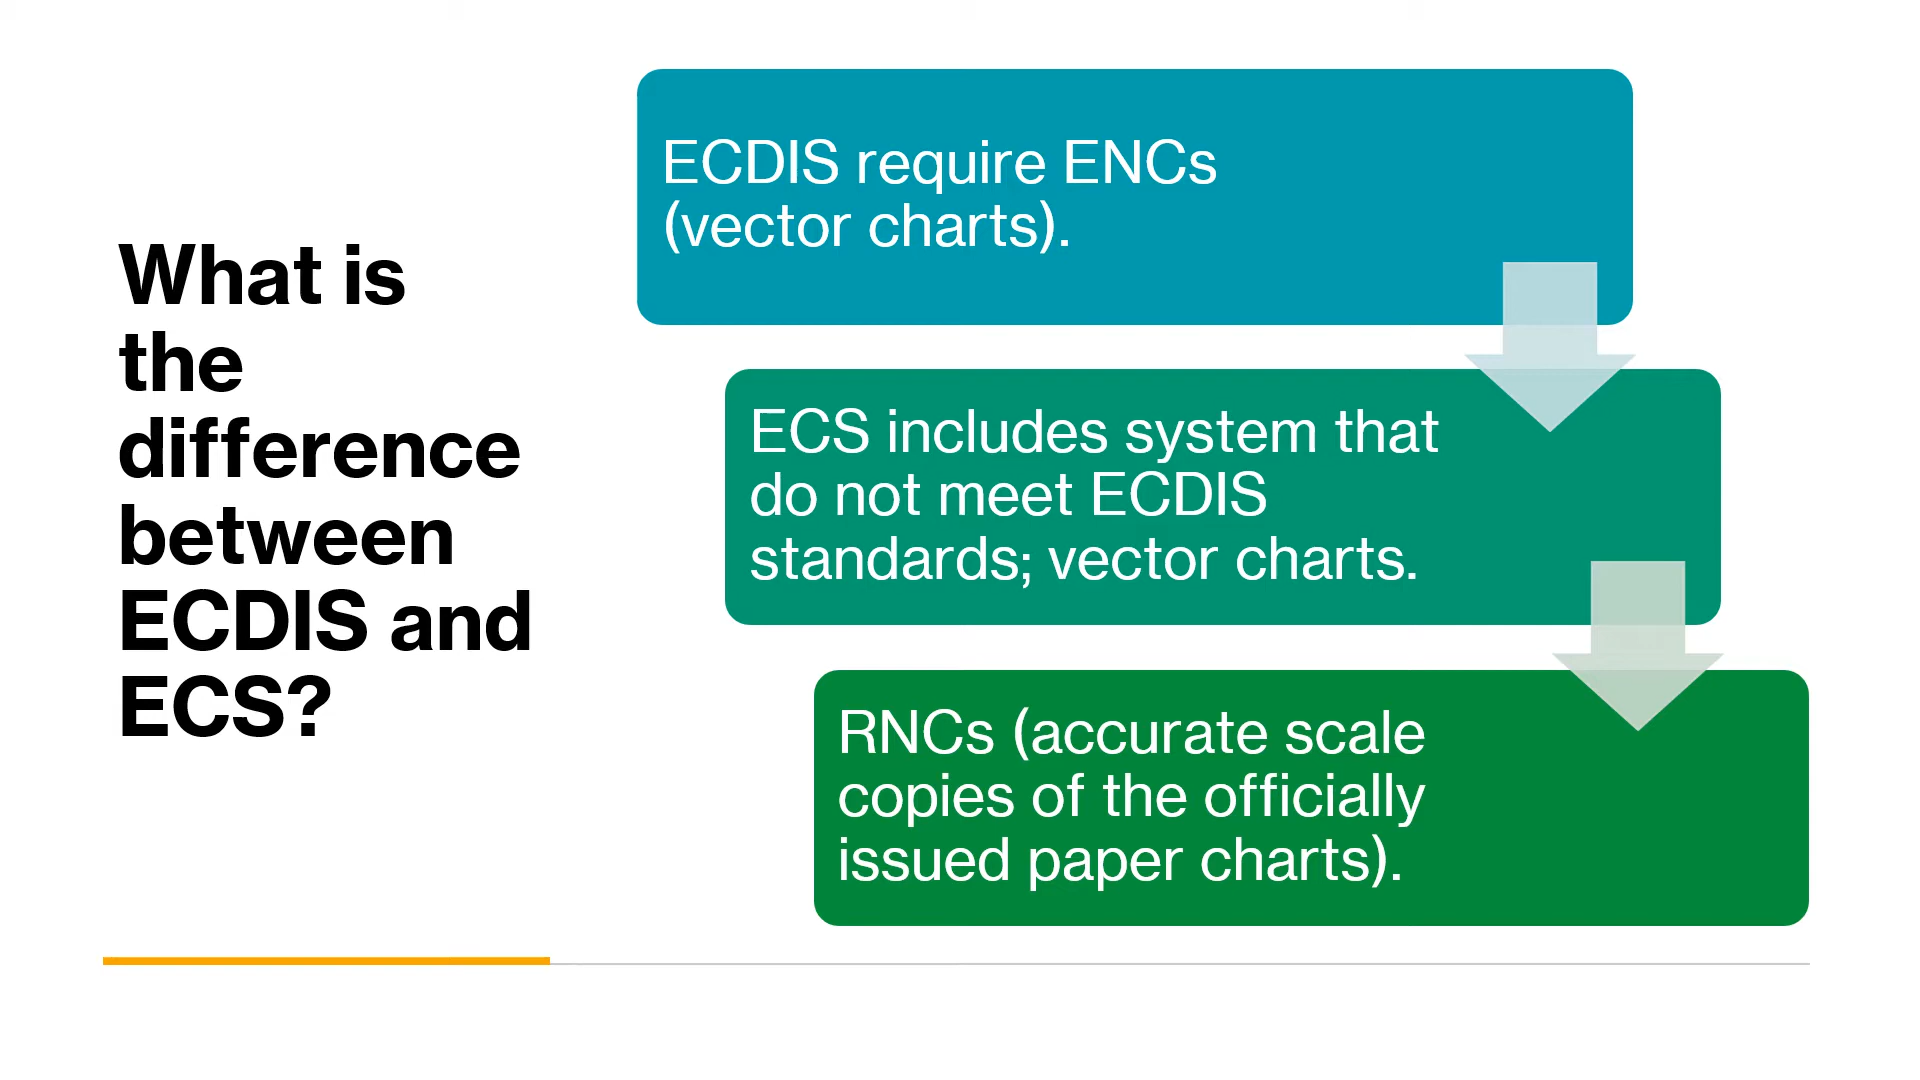 What is
the
difference
between
ECDIS and
ECS?
ECDIS require ENCs
(vector charts).
ECS includes system that
do not meet ECDIS
standards; vector charts.
RNCs (accurate scale
copies of the officially
issued paper charts).